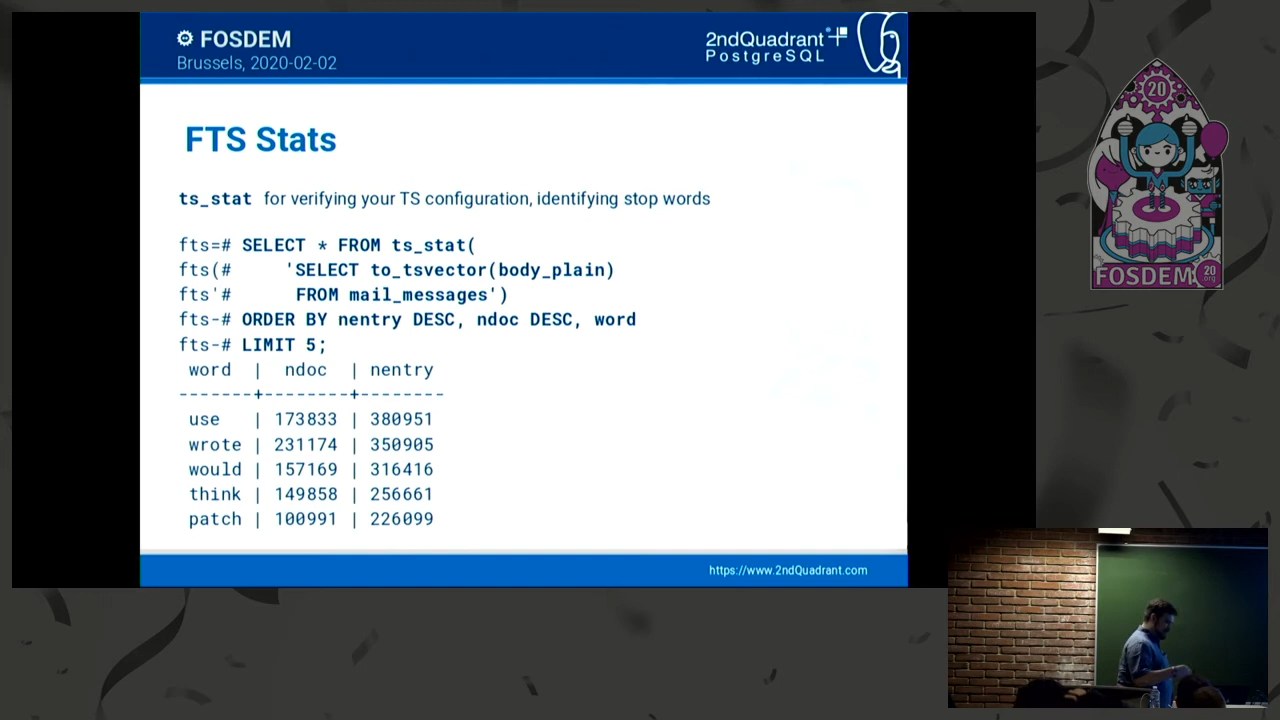 FOSDEM
Brussels, 2020-02-02
2ndQuadrant
PostgreSQL
FTS Stats
ts_stat for verifying your TS configuration, identifying stop words
fts=# SELECT * FROM ts_stat(
fts(# 'SELECT to_tsvector(body_plain)
fts'# FROM mail_messages')
fts-# ORDER BY nentry DESC, ndoc DESC, word
fts-# LIMIT 5;
word | ndoc | nentry
-------+--------+--------
use | 173833 | 380951
wrote | 231174 | 350905
would | 157169 | 316416
think | 149858 | 256661
patch | 100991 | 226099
https://www.2ndQuadrant.com
20
FOSDEM
20
org